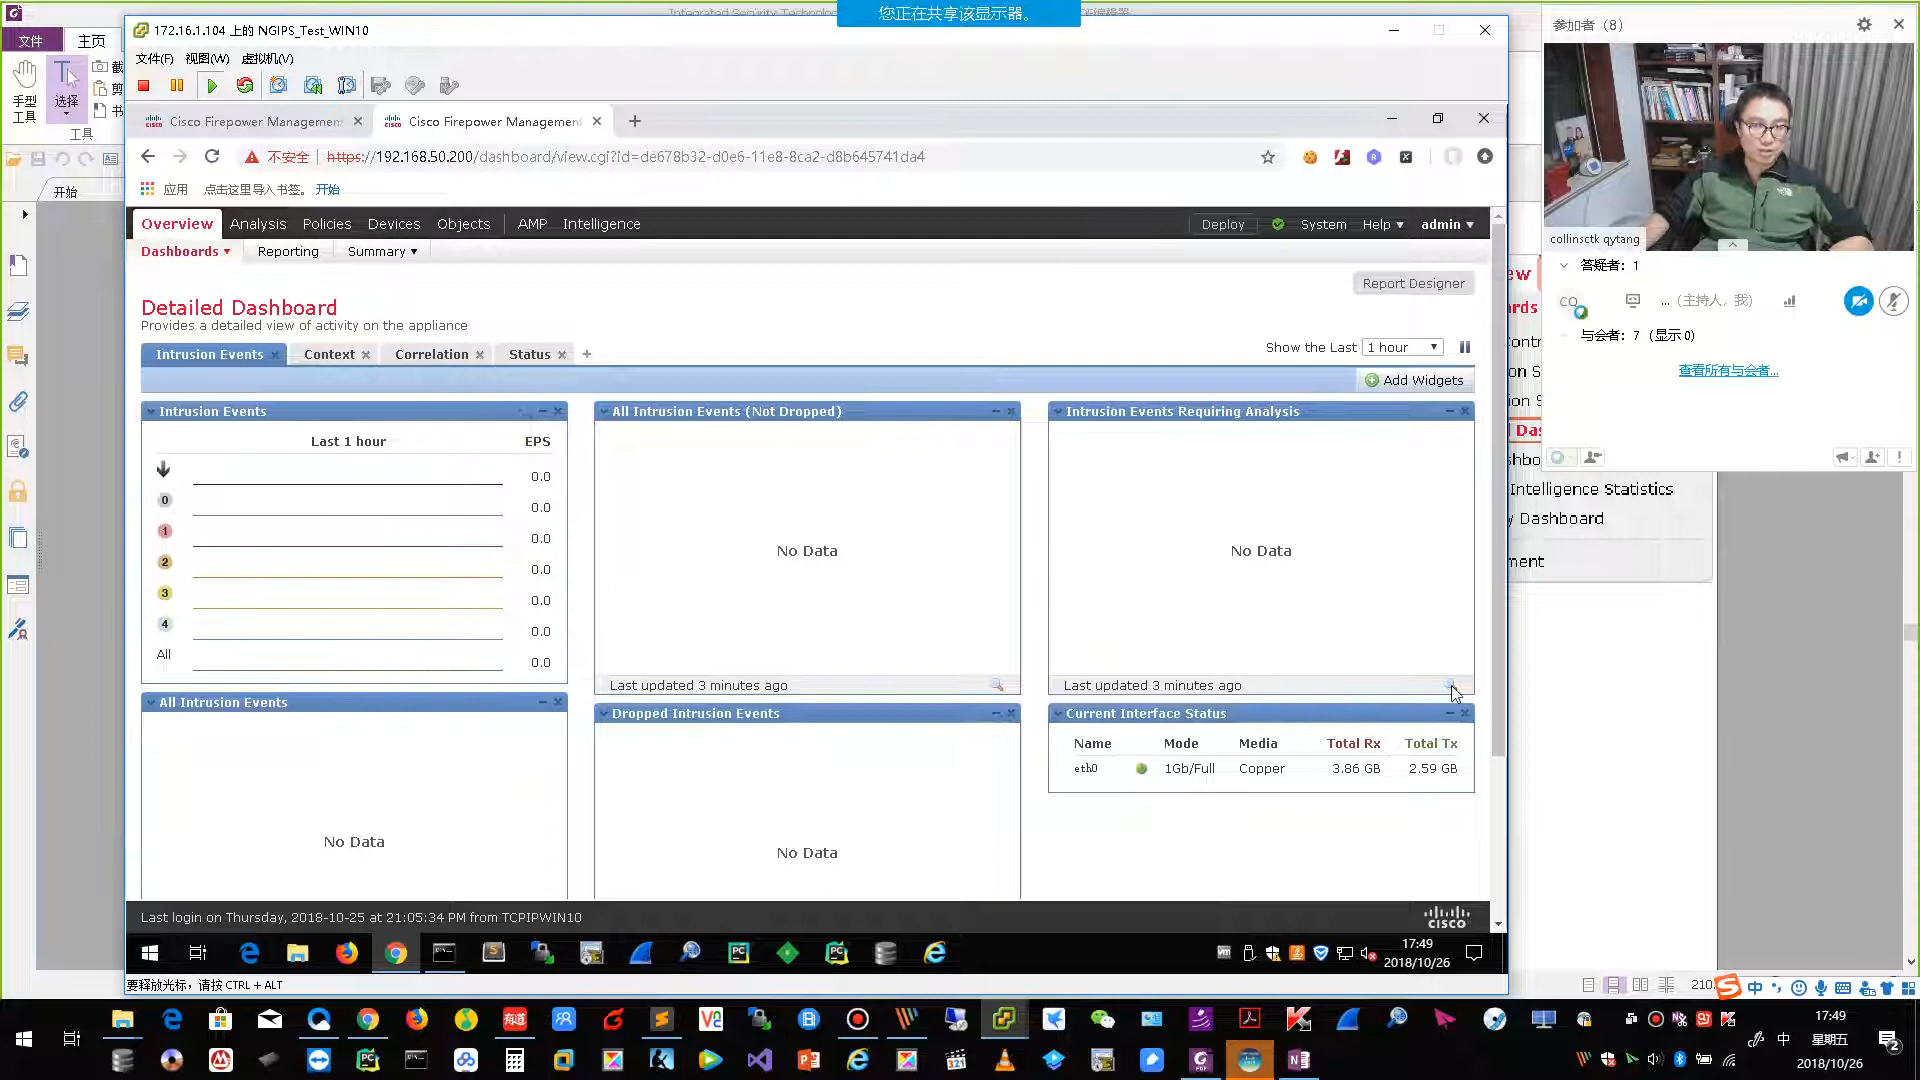 您正在共享该显示器。
文件
主页
手型
工具
选择
工具
开始
172.16.1.104 上的 NGIPS_Test_WIN10
文件(F) 视图(W) 虚拟机(V)
Cisco Firepower Management
Cisco Firepower Management
不安全 https://192.168.50.200/dashboard/view.cgi?id=de678b32-d0e6-11e8-8ca2-d8b645741da4
应用 点击这里导入书签。 开始
Overview Analysis Policies Devices Objects AMP Intelligence Deploy System Help admin
Dashboards Reporting Summary
Report Designer
Detailed Dashboard
Provides a detailed view of activity on the appliance
Intrusion Events Context Correlation Status
Show the Last 1 hour
Add Widgets
Intrusion Events
Last 1 hour EPS
0.0
0 0.0
1 0.0
2 0.0
3 0.0
4 0.0
All 0.0
All Intrusion Events (Not Dropped)
No Data
Last updated 3 minutes ago
Intrusion Events Requiring Analysis
No Data
Last updated 3 minutes ago
All Intrusion Events
No Data
Dropped Intrusion Events
No Data
Current Interface Status
Name Mode Media Total Rx Total Tx
eth0 1Gb/Full Copper 3.86 GB 2.59 GB
Last login on Thursday, 2018-10-25 at 21:05:34 PM from TCPIPWIN10
CISCO
17:49
2018/10/26
要释放光标，请按 CTRL + ALT
参加者 (8)
collinsctk qytang
答疑者: 1
CQ ... (主持人，我)
与会者: 7 (显示 0)
查看所有与会者...
Intelligence Statistics
y Dashboard
ment
210
中
17:49
中 星期五
2018/10/26